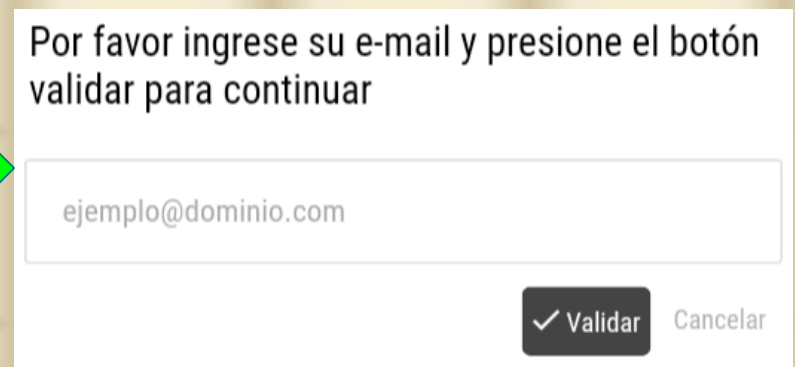 Por favor ingrese su e-mail y presione el botón
validar para continuar
ejemplo@dominio.com
Validar Cancelar